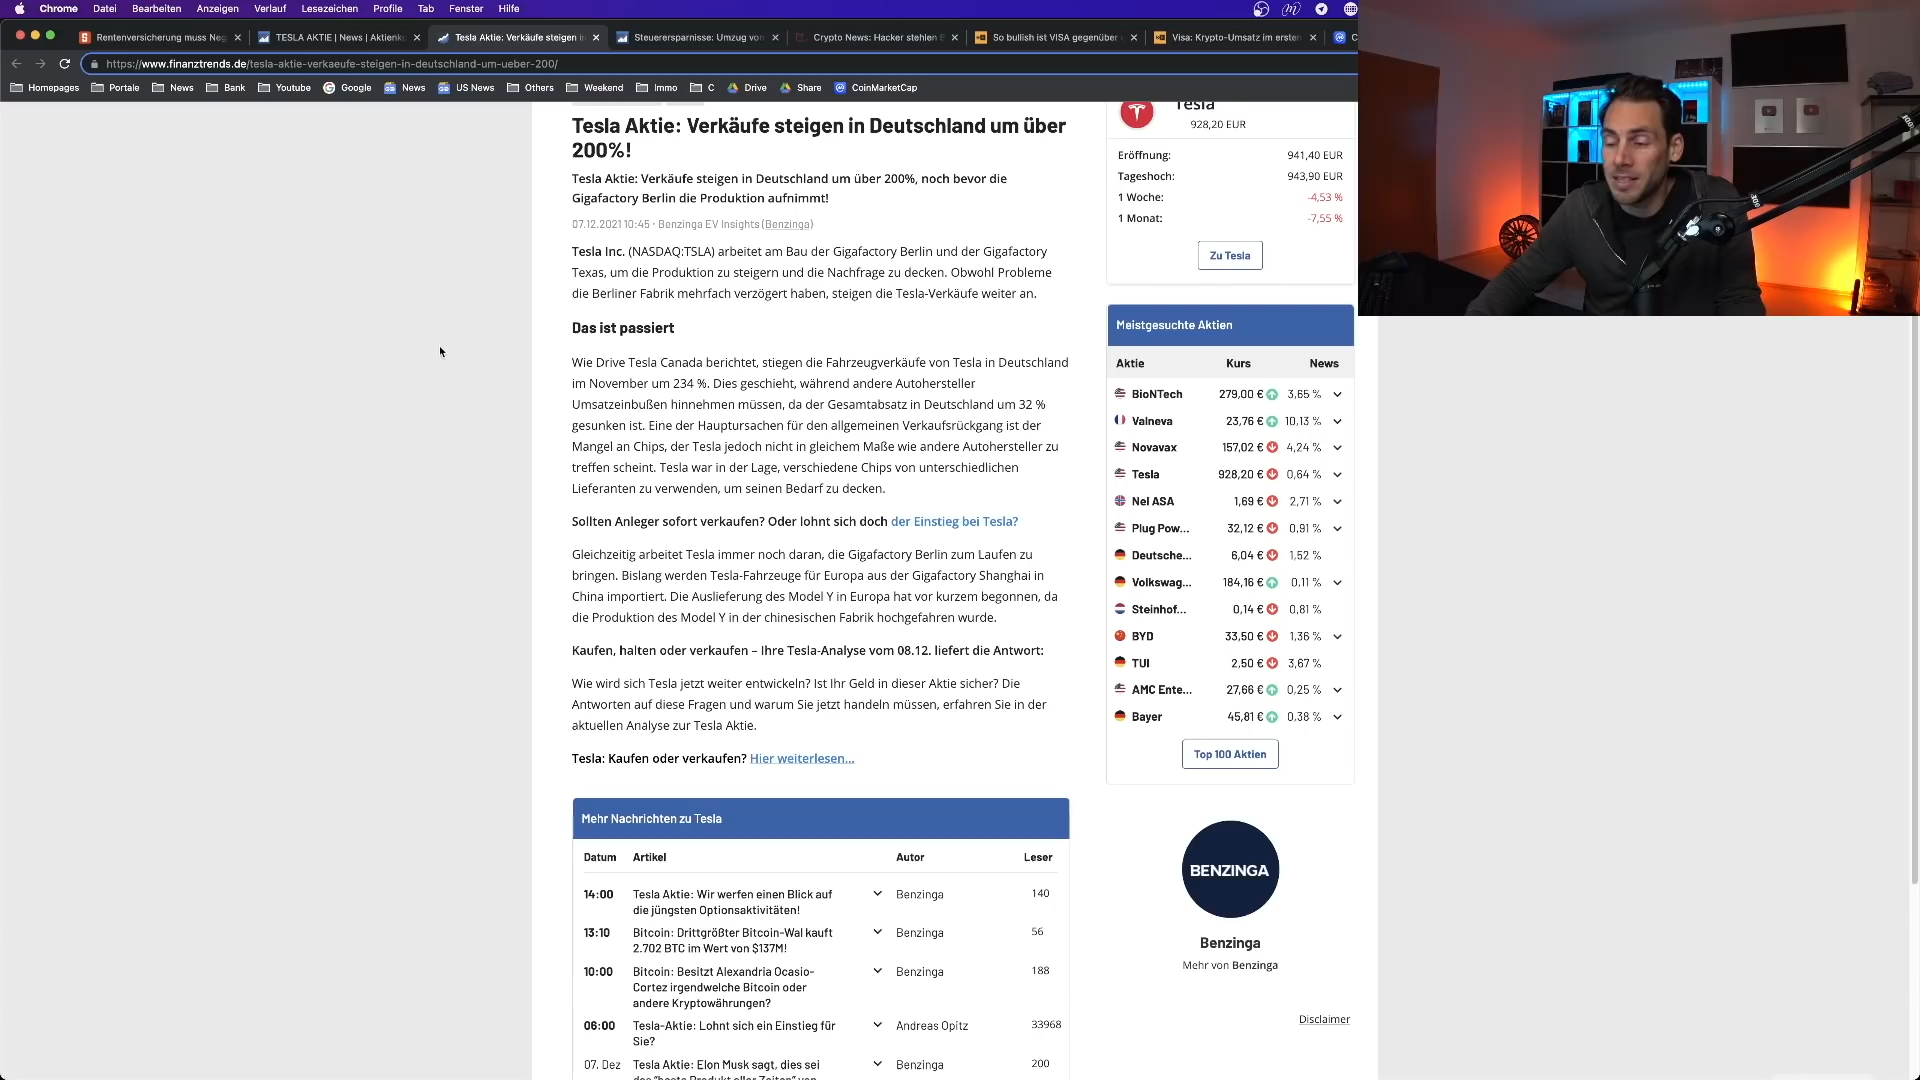 Chrome Datei Bearbeiten Anzeigen Verlauf Lesezeichen Profile Tab Fenster Hilfe
Rentenversicherung muss Neg
TESLA AKTIE | News | Aktienk
Tesla Aktie: Verkäufe steigen in
Steuerersparnisse: Umzug von
Crypto News: Hacker stehlen
So bullish ist VISA gegenüber
Visa: Krypto-Umsatz im ersten
https://www.finanztrends.de/tesla-aktie-verkaeufe-steigen-in-deutschland-um-ueber-200/
Homepages Portale News Bank Youtube Google News US News Others Weekend Immo C Drive Share CoinMarketCap
Tesla Aktie: Verkäufe steigen in Deutschland um über
200%!
Tesla Aktie: Verkäufe steigen in Deutschland um über 200%, noch bevor die
Gigafactory Berlin die Produktion aufnimmt!
07.12.2021 10:45 · Benzinga EV Insights (Benzinga)
Tesla Inc. (NASDAQ:TSLA) arbeitet am Bau der Gigafactory Berlin und der Gigafactory
Texas, um die Produktion zu steigern und die Nachfrage zu decken. Obwohl Probleme
die Berliner Fabrik mehrfach verzögert haben, steigen die Tesla-Verkäufe weiter an.
Das ist passiert
Wie Drive Tesla Canada berichtet, stiegen die Fahrzeugverkäufe von Tesla in Deutschland
im November um 234 %. Dies geschieht, während andere Autohersteller
Umsatzeinbußen hinnehmen müssen, da der Gesamtabsatz in Deutschland um 32 %
gesunken ist. Eine der Hauptursachen für den allgemeinen Verkaufsrückgang ist der
Mangel an Chips, der Tesla jedoch nicht in gleichem Maße wie andere Autohersteller zu
treffen scheint. Tesla war in der Lage, verschiedene Chips von unterschiedlichen
Lieferanten zu verwenden, um seinen Bedarf zu decken.
Sollten Anleger sofort verkaufen? Oder lohnt sich doch der Einstieg bei Tesla?
Gleichzeitig arbeitet Tesla immer noch daran, die Gigafactory Berlin zum Laufen zu
bringen. Bislang werden Tesla-Fahrzeuge für Europa aus der Gigafactory Shanghai in
China importiert. Die Auslieferung des Model Y in Europa hat vor kurzem begonnen, da
die Produktion des Model Y in der chinesischen Fabrik hochgefahren wurde.
Kaufen, halten oder verkaufen – Ihre Tesla-Analyse vom 08.12. liefert die Antwort:
Wie wird sich Tesla jetzt weiter entwickeln? Ist Ihr Geld in dieser Aktie sicher? Die
Antworten auf diese Fragen und warum Sie jetzt handeln müssen, erfahren Sie in der
aktuellen Analyse zur Tesla Aktie.
Tesla: Kaufen oder verkaufen? Hier weiterlesen...
Mehr Nachrichten zu Tesla
Datum Artikel Autor Leser
14:00 Tesla Aktie: Wir werfen einen Blick auf Benzinga 140
die jüngsten Optionsaktivitäten!
13:10 Bitcoin: Drittgrößter Bitcoin-Wal kauft Benzinga 56
2.702 BTC im Wert von $137M!
10:00 Bitcoin: Besitzt Alexandria Ocasio- Benzinga 188
Cortez irgendwelche Bitcoin oder
andere Kryptowährungen?
06:00 Tesla-Aktie: Lohnt sich ein Einstieg für Andreas Opitz 33968
Sie?
07. Dez Tesla Aktie: Elon Musk sagt, dies sei Benzinga 200
das "beste Produkt aller Zeiten" von
Tesla
928,20 EUR
Eröffnung: 941,40 EUR
Tageshoch: 943,90 EUR
1 Woche: -4,53 %
1 Monat: -7,55 %
Zu Tesla
Meistgesuchte Aktien
Aktie Kurs News
BioNTech 279,00 € 3,65 %
Valneva 23,76 € 10,13 %
Novavax 157,02 € 4,24 %
Tesla 928,20 € 0,64 %
Nel ASA 1,69 € 2,71 %
Plug Pow... 32,12 € 0,91 %
Deutsche... 6,04 € 1,52 %
Volkswag... 184,16 € 0,11 %
Steinhof... 0,14 € 0,81 %
BYD 33,50 € 1,36 %
TUI 2,50 € 3,67 %
AMC Ente... 27,66 € 0,25 %
Bayer 45,81 € 0,38 %
Top 100 Aktien
BENZINGA
Benzinga
Mehr von Benzinga
Disclaimer